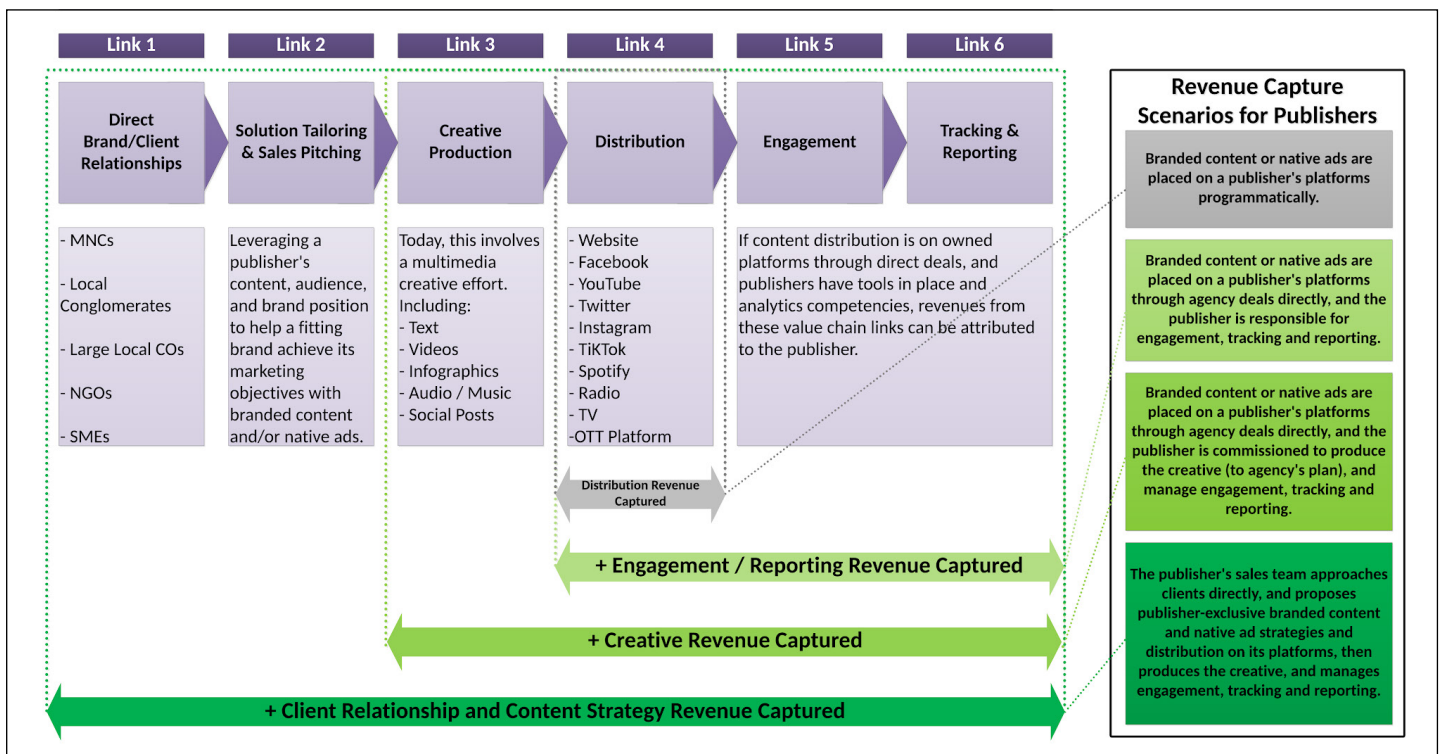 Link 1
Link 2
Link 3
Link 4
Link 5
Link 6
Direct
Brand/Client
Relationships
Solution Tailoring
& Sales Pitching
Creative
Production
Distribution
Engagement
Tracking &
Reporting
- MNCs
- Local
Conglomerates
- Large Local COs
- NGOs
- SMEs
Leveraging a
publisher's
content, audience,
and brand position
to help a fitting
brand achieve its
marketing
objectives with
branded content
and/or native ads.
Today, this involves
a multimedia
creative effort.
Including:
- Text
- Videos
- Infographics
- Audio / Music
- Social Posts
- Website
- Facebook
- YouTube
- Twitter
- Instagram
- TiKTok
- Spotify
- Radio
- TV
-OTT Platform
If content distribution is on owned
platforms through direct deals, and
publishers have tools in place and
analytics competencies, revenues from
these value chain links can be attributed
to the publisher.
Distribution Revenue
Captured
+ Engagement / Reporting Revenue Captured
+ Creative Revenue Captured
+ Client Relationship and Content Strategy Revenue Captured
Revenue Capture
Scenarios for Publishers
Branded content or native ads are
placed on a publisher's platforms
programmatically.
Branded content or native ads are
placed on a publisher's platforms
through agency deals directly, and the
publisher is responsible for
engagement, tracking and reporting.
Branded content or native ads are
placed on a publisher's platforms
through agency deals directly, and the
publisher is commissioned to produce
the creative (to agency's plan), and
manage engagement, tracking and
reporting.
The publisher's sales team approaches
clients directly, and proposes
publisher-exclusive branded content
and native ad strategies and
distribution on its platforms, then
produces the creative, and manages
engagement, tracking and reporting.